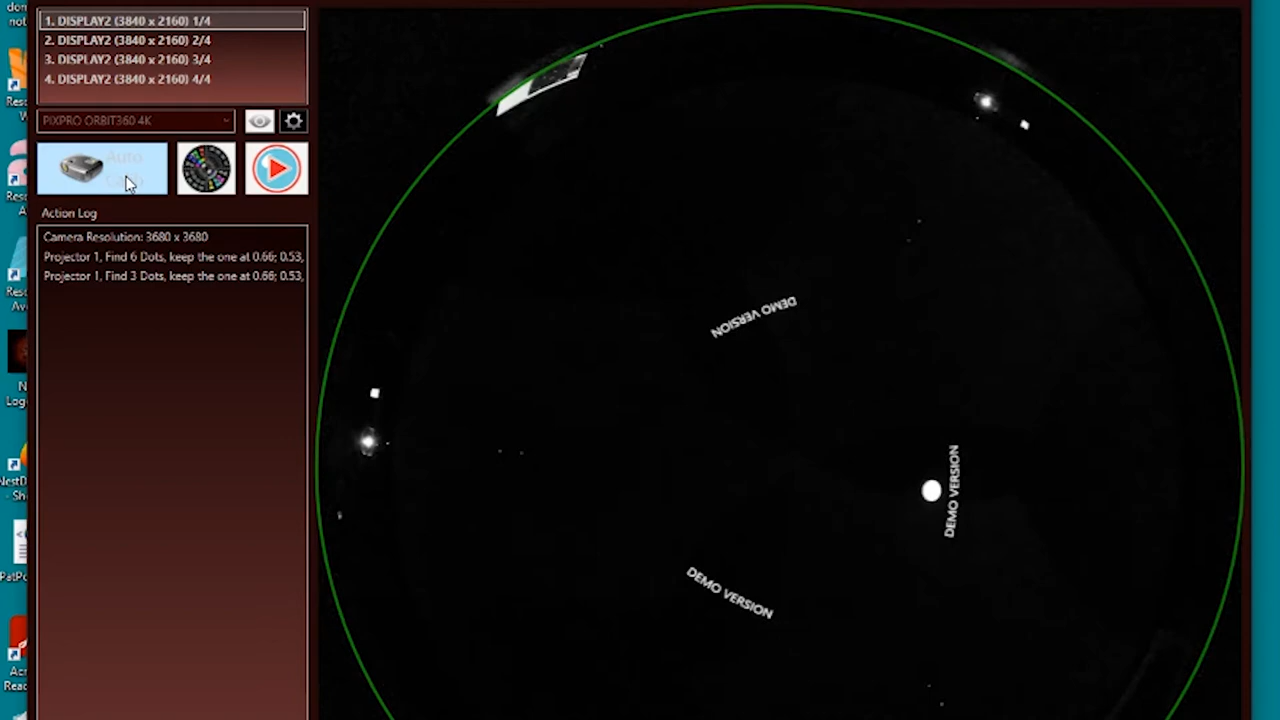 1. DISPLAY2 (3840 x 2160) 1/4
2. DISPLAY2 (3840 x 2160) 2/4
3. DISPLAY2 (3840 x 2160) 3/4
4. DISPLAY2 (3840 x 2160) 4/4
PIXPRO ORBIT360 4K
Auto
Action Log
Camera Resolution: 3680 x 3680
Projector 1, Find 6 Dots, keep the one at 0.66; 0.53,
Projector 1, Find 3 Dots, keep the one at 0.66; 0.53,
DEMO VERSION
DEMO VERSION
DEMO VERSION